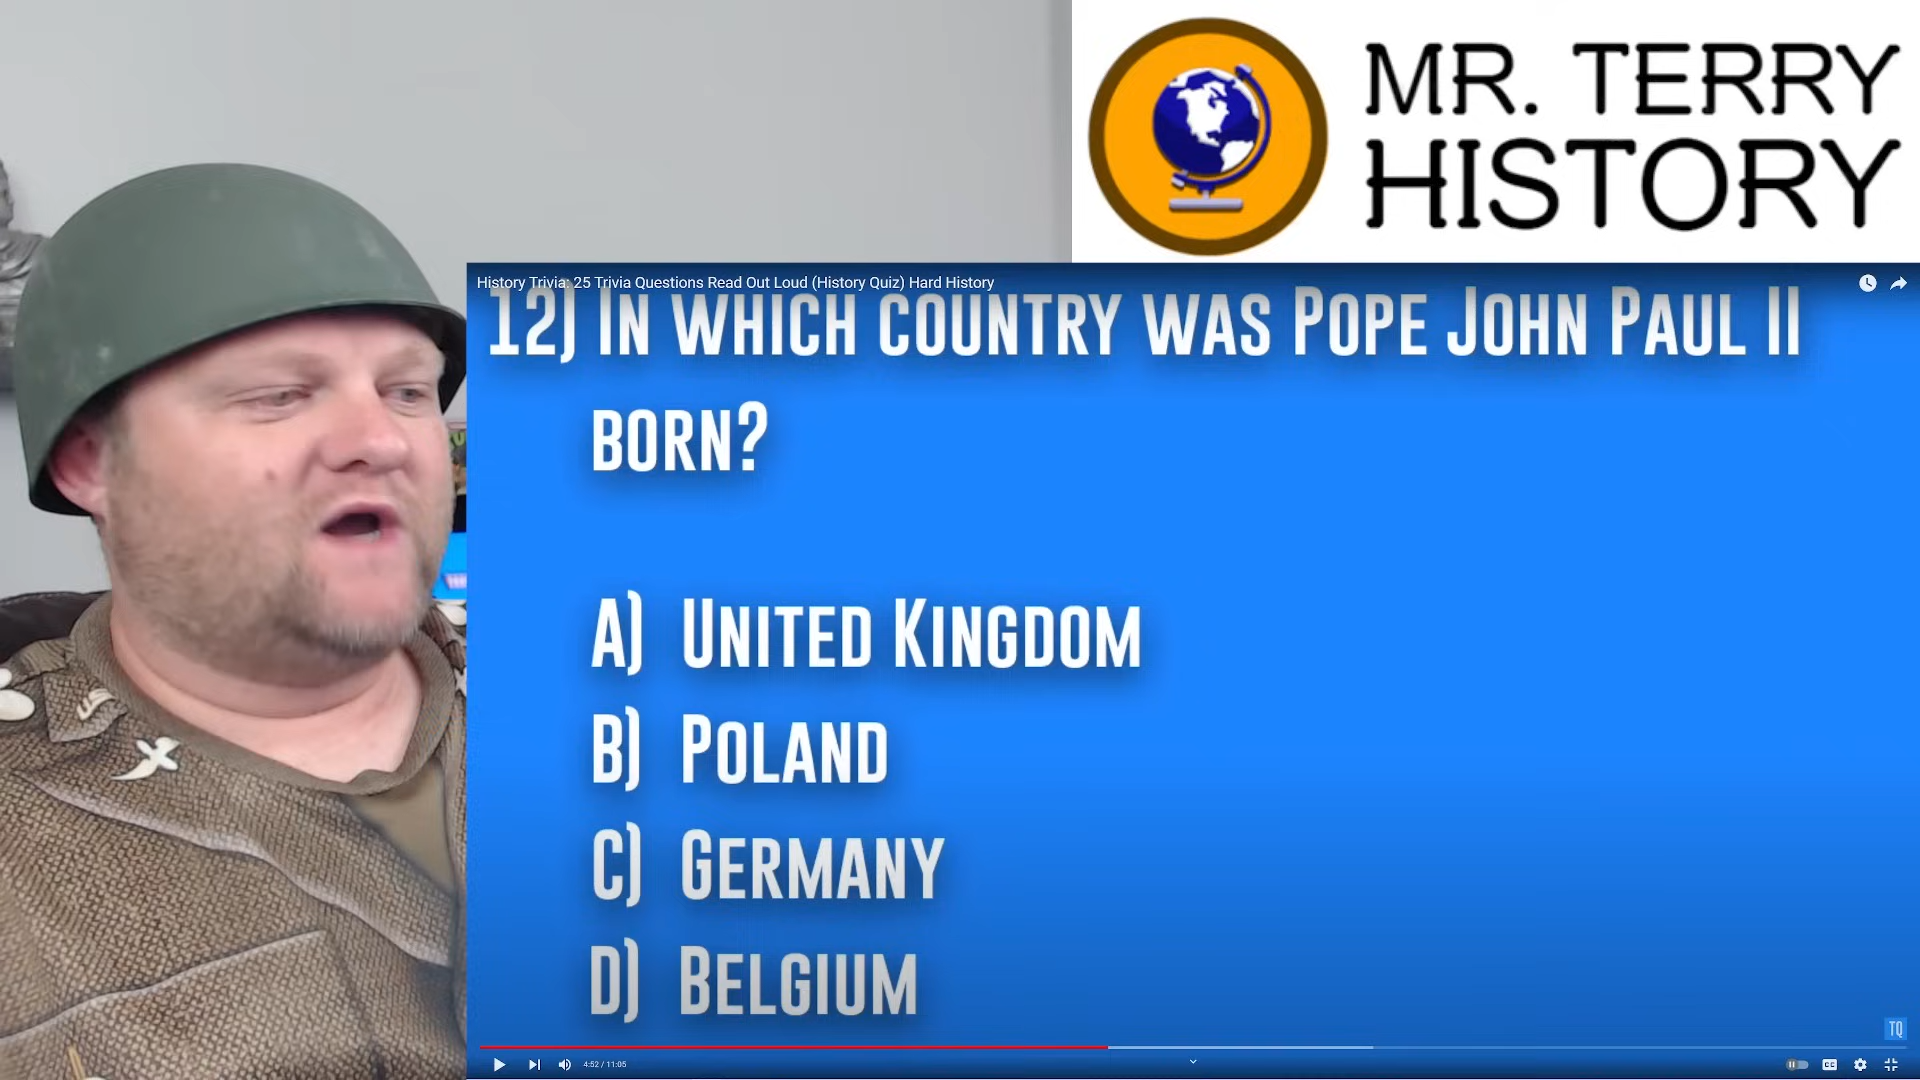 MR. TERRY
HISTORY
History Trivia: 25 Trivia Questions Read Out Loud (History Quiz) Hard History
12) IN WHICH COUNTRY WAS POPE JOHN PAUL II
BORN?
A) UNITED KINGDOM
B) POLAND
C) GERMANY
D) BELGIUM
TQ
4:52 / 11:05
CC